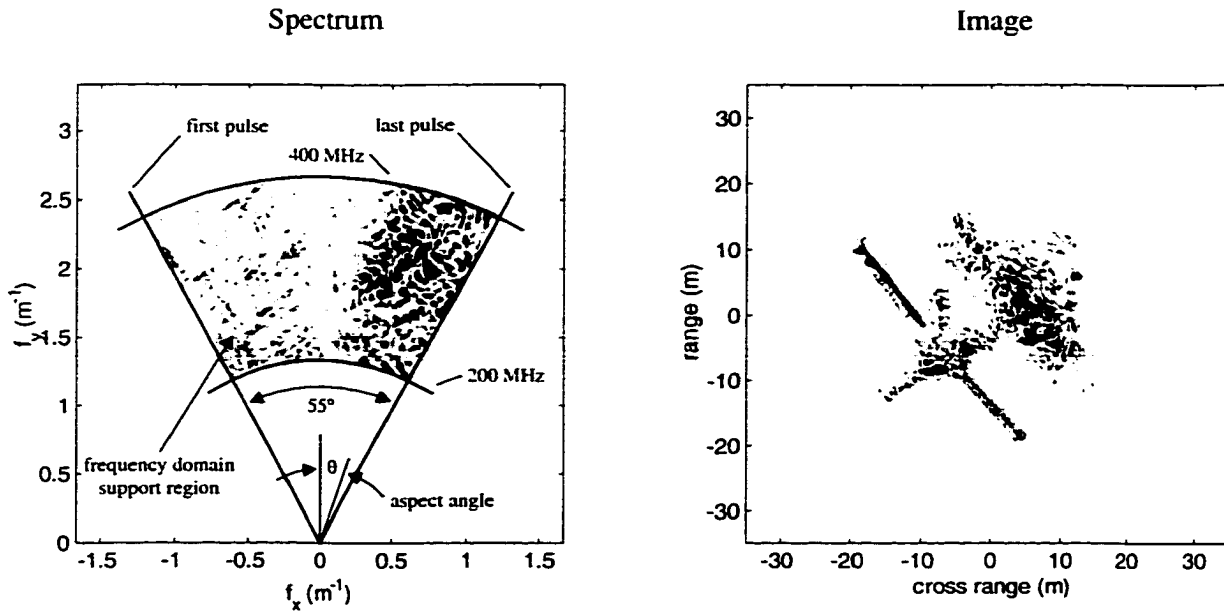 Spectrum
Image
3
2.5
2
1.5
1
0.5
0
f_y (m^-1)
first pulse
last pulse
400 MHz
200 MHz
55°
θ
frequency domain
support region
aspect angle
-1.5
-1
-0.5
0
0.5
1
1.5
f_x (m^-1)
30
20
10
0
-10
-20
-30
range (m)
-30
-20
-10
0
10
20
30
cross range (m)